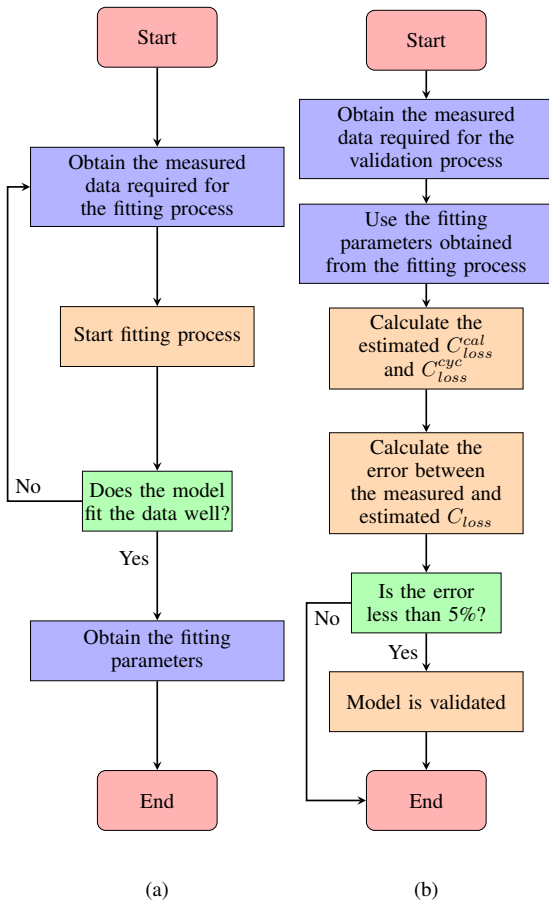 Start
Obtain the measured
data required for
the fitting process
Start fitting process
Does the model
fit the data well?
No
Yes
Obtain the fitting
parameters
End
(a)
Start
Obtain the measured
data required for the
validation process
Use the fitting
parameters obtained
from the fitting process
Calculate the
estimated $C_{loss}^{cal}$
and $C_{loss}^{cyc}$
Calculate the
error between
the measured and
estimated $C_{loss}$
Is the error
less than 5%?
No
Yes
Model is validated
End
(b)